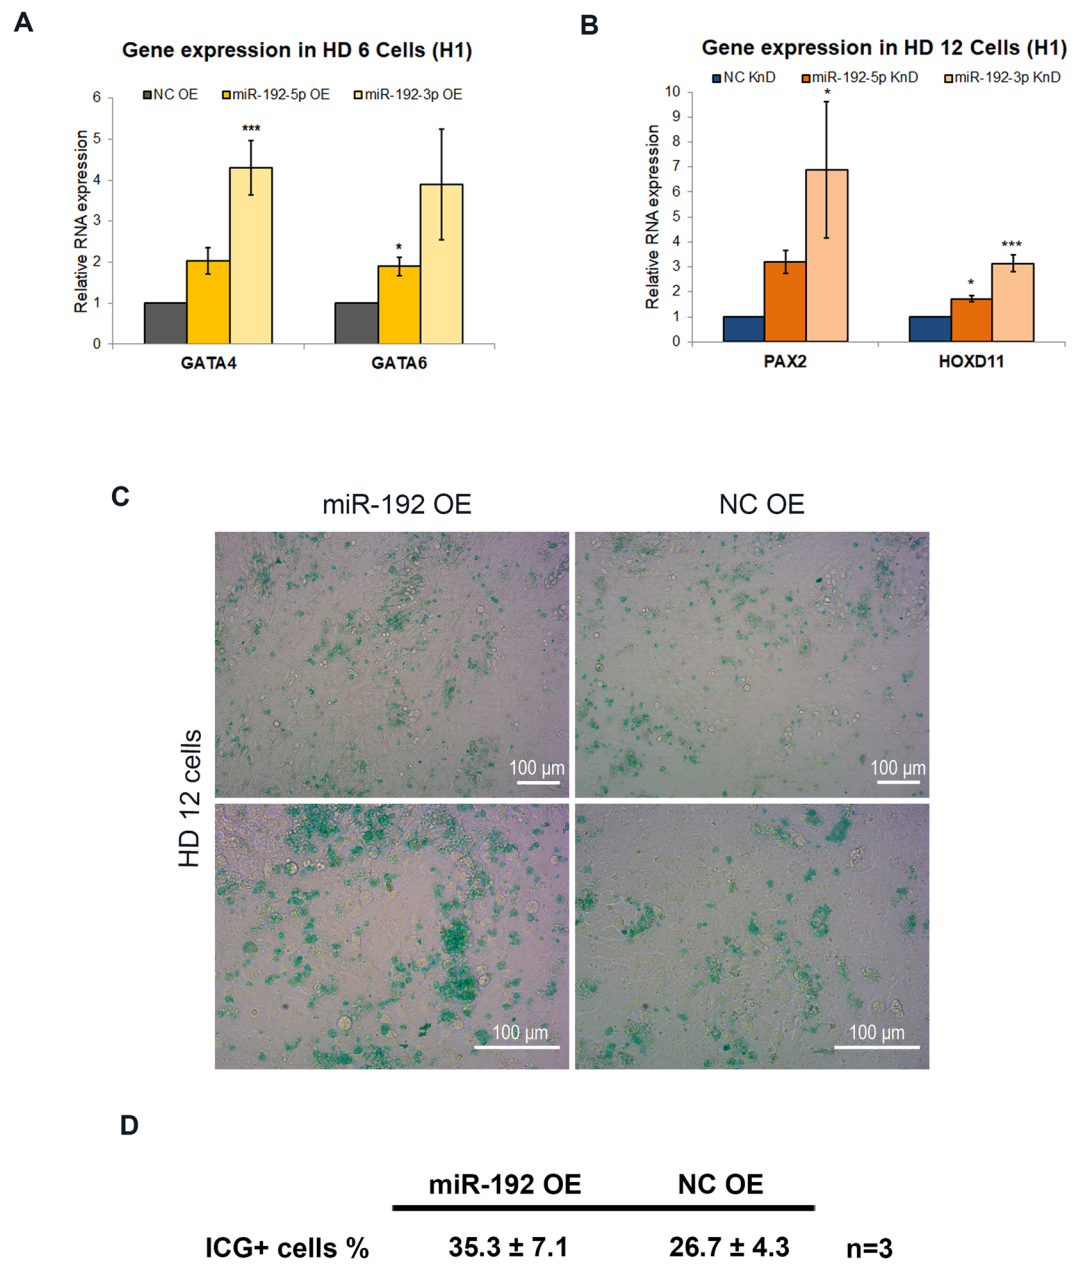 A
Gene expression in HD 6 Cells (H1)
NC OE miR-192-5p OE miR-192-3p OE
Relative RNA expression
6
5
4
3
2
1
0
***
*
GATA4 GATA6
B
Gene expression in HD 12 Cells (H1)
NC KnD miR-192-5p KnD miR-192-3p KnD
Relative RNA expression
10
9
8
7
6
5
4
3
2
1
0
*
*
***
PAX2 HOXD11
C
miR-192 OE NC OE
HD 12 cells
100 µm 100 µm
100 µm 100 µm
D
miR-192 OE NC OE
ICG+ cells % 35.3 ± 7.1 26.7 ± 4.3 n=3